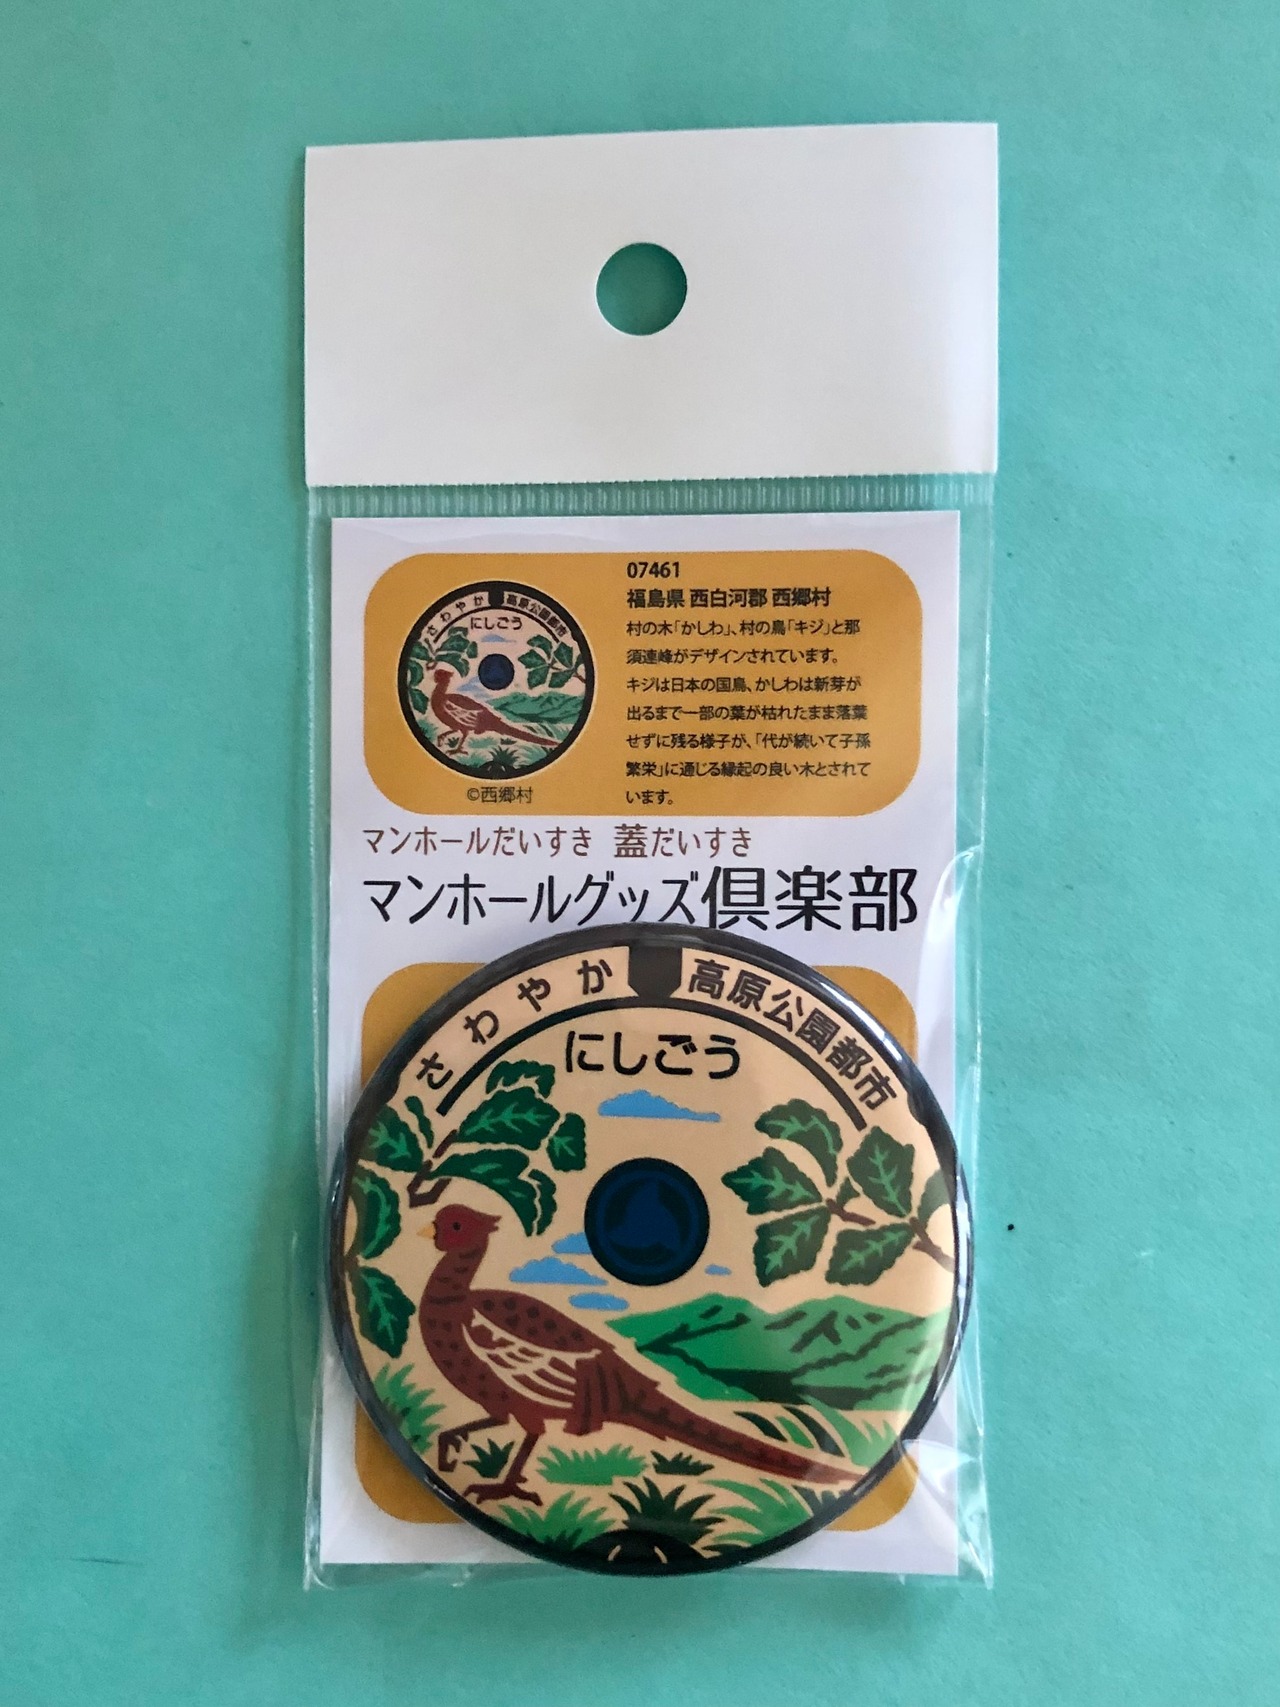 07461
福島県 西白河郡 西郷村
村の木「かしわ」、村の鳥「キジ」と那
須連峰がデザインされています。
キジは日本の国鳥、かしわは新芽が
出るまで一部の葉が枯れたまま落葉
せずに残る様子が、「代が続いて子孫
繁栄」に通じる縁起の良い木とされて
います。
さわやか 高原公園都市
にしごう
©西郷村
マンホールだいすき 蓋だいすき
マンホールグッズ倶楽部
さわやか 高原公園都市
にしごう